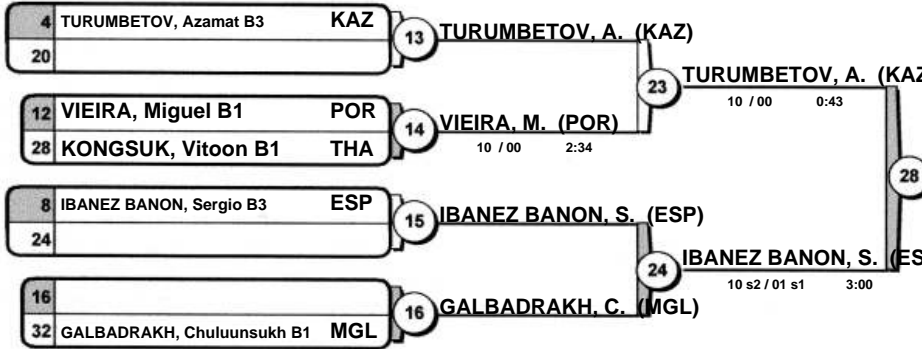 4 TURUMBETOV, Azamat B3 KAZ
20
13
TURUMBETOV, A. (KAZ)
12 VIEIRA, Miguel B1 POR
28 KONGSUK, Vitoon B1 THA
14
VIEIRA, M. (POR)
10 / 00 2:34
23
TURUMBETOV, A. (KAZ
10 / 00 0:43
8 IBANEZ BANON, Sergio B3 ESP
24
15
IBANEZ BANON, S. (ESP)
16
32 GALBADRAKH, Chuluunsukh B1 MGL
16
GALBADRAKH, C. (MGL)
24
IBANEZ BANON, S. (ES
10 s2 / 01 s1 3:00
28